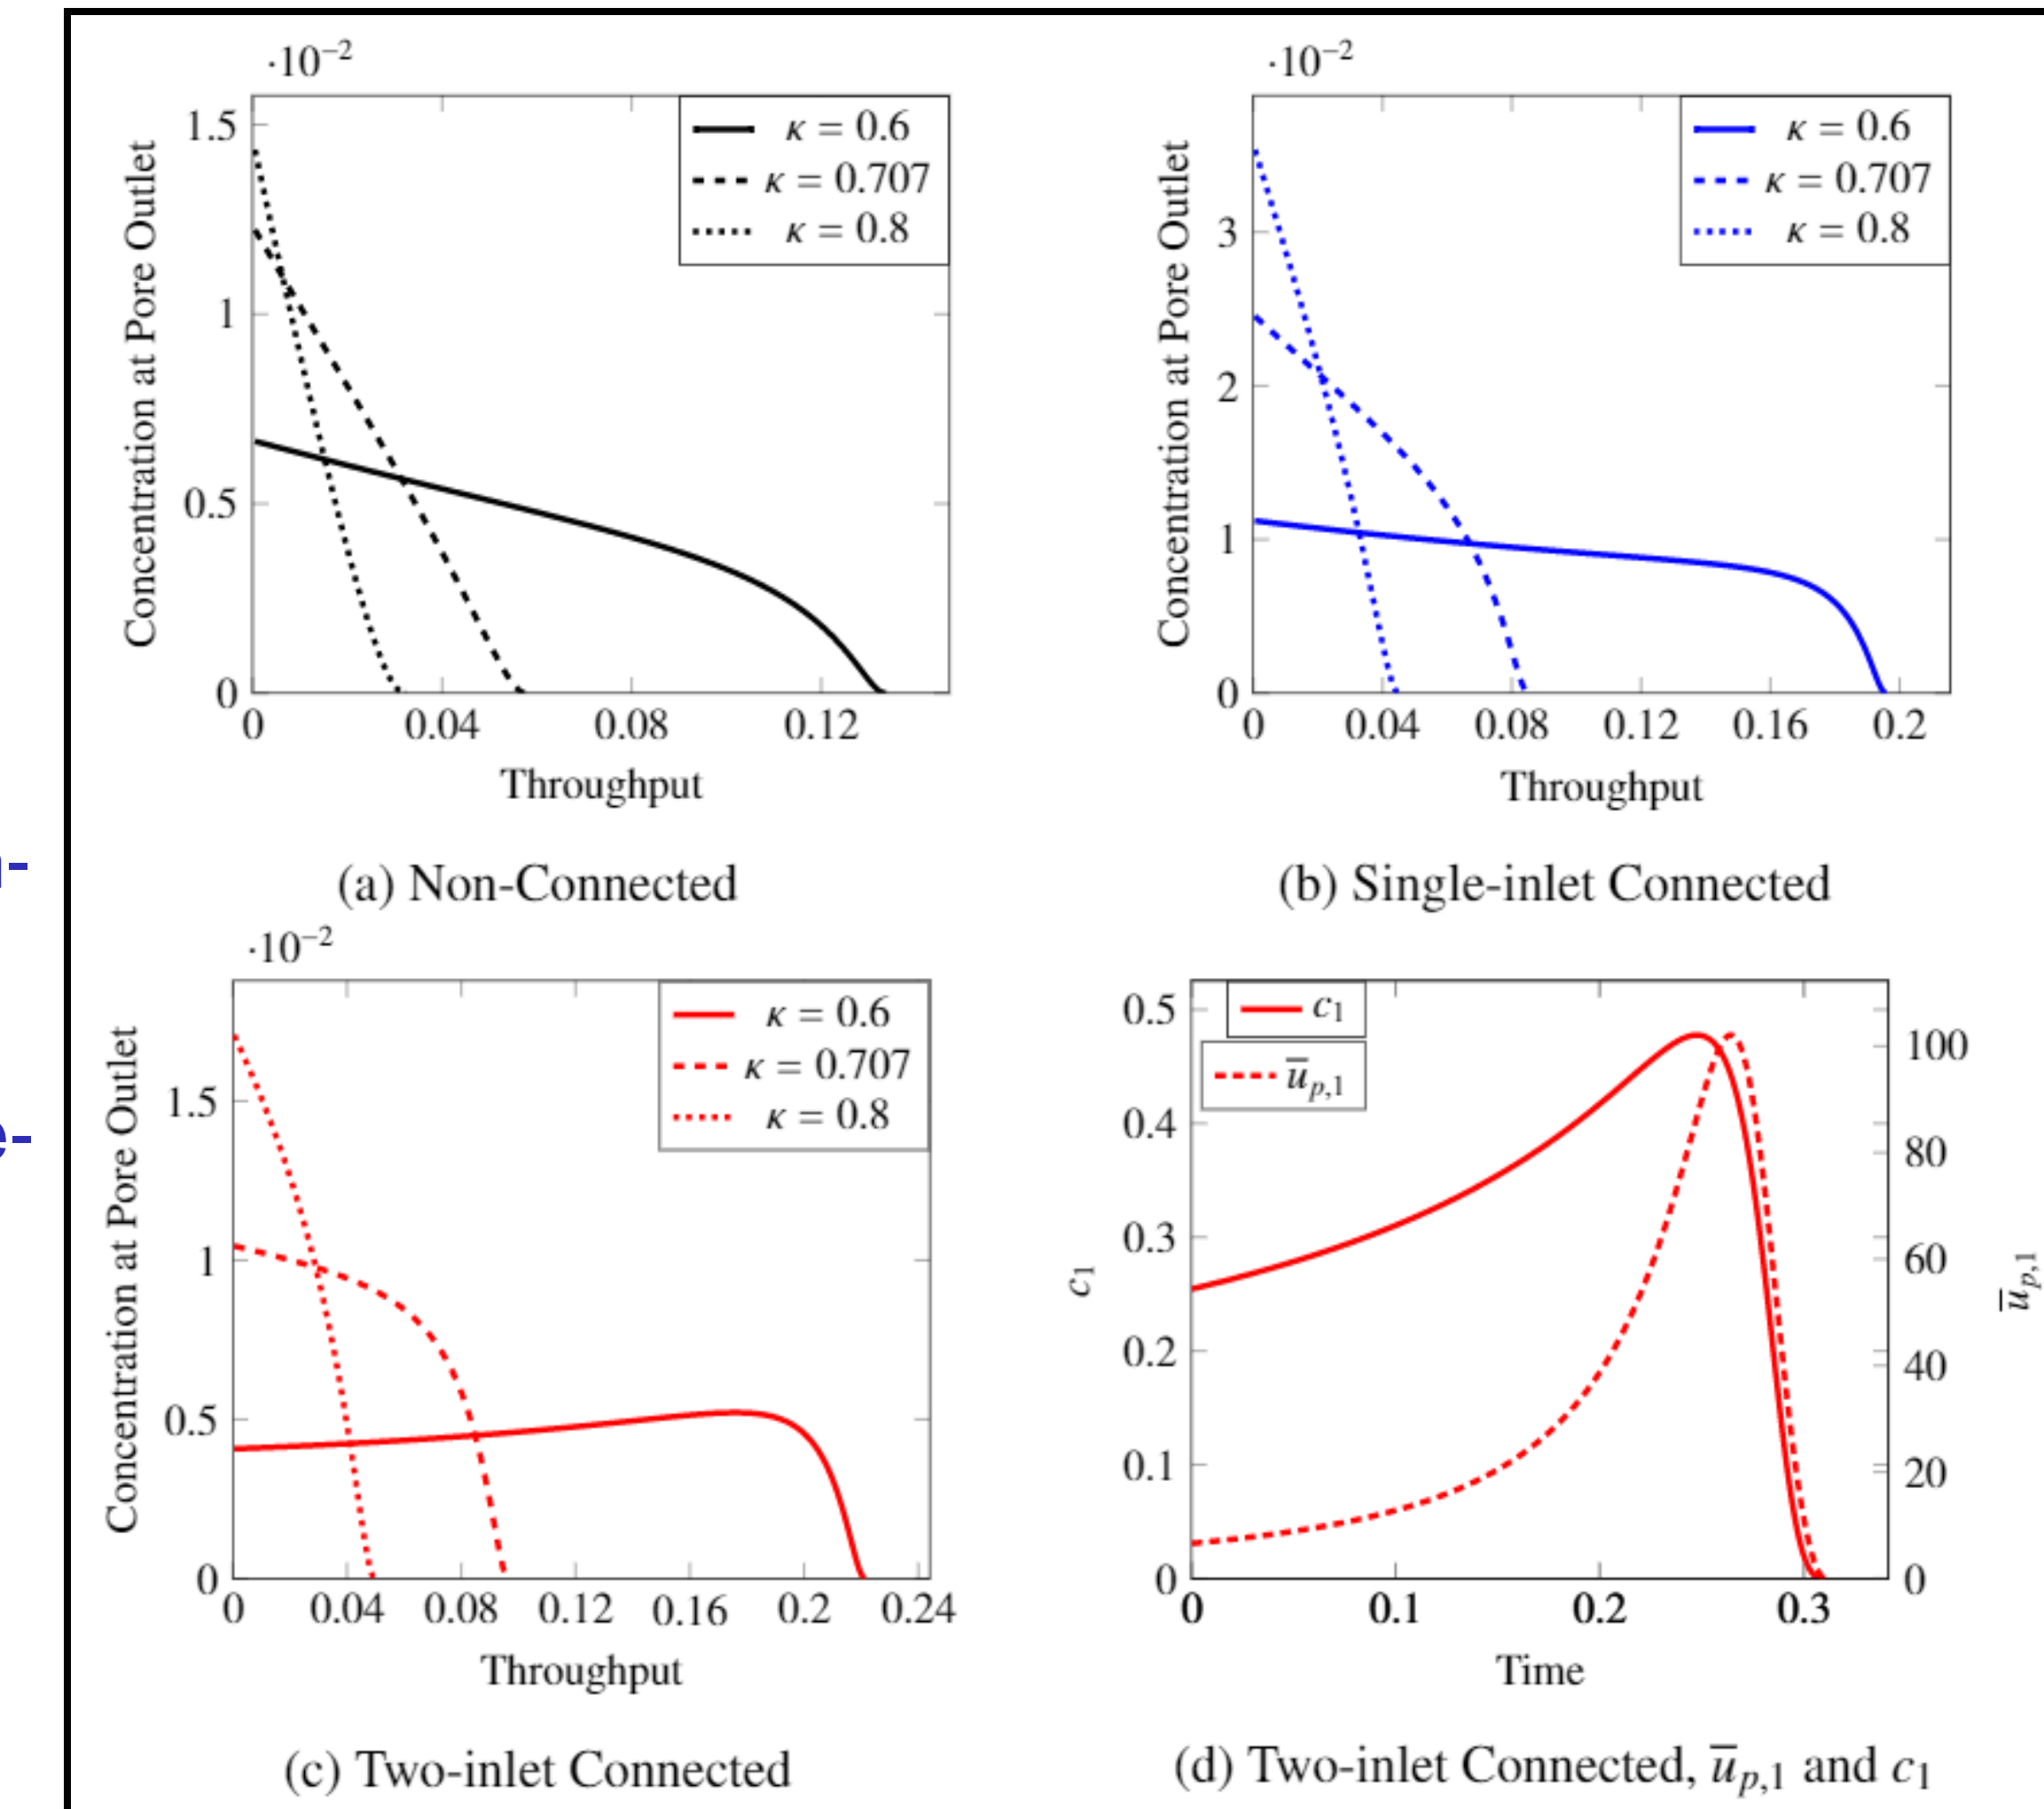 ·10⁻²
Concentration at Pore Outlet
1.5
1
0.5
0
0 0.04 0.08 0.12
Throughput
κ = 0.6
κ = 0.707
κ = 0.8
(a) Non-Connected
·10⁻²
Concentration at Pore Outlet
3
2
1
0
0 0.04 0.08 0.12 0.16 0.2
Throughput
κ = 0.6
κ = 0.707
κ = 0.8
(b) Single-inlet Connected
n-
e-
·10⁻²
Concentration at Pore Outlet
1.5
1
0.5
0
0 0.04 0.08 0.12 0.16 0.2 0.24
Throughput
κ = 0.6
κ = 0.707
κ = 0.8
(c) Two-inlet Connected
c₁
0.5
0.4
0.3
0.2
0.1
0
0 0.1 0.2 0.3
Time
c₁
u̅ₚ,₁
100
80
60
40
20
0
u̅ₚ,₁
(d) Two-inlet Connected, u̅ₚ,₁ and c₁